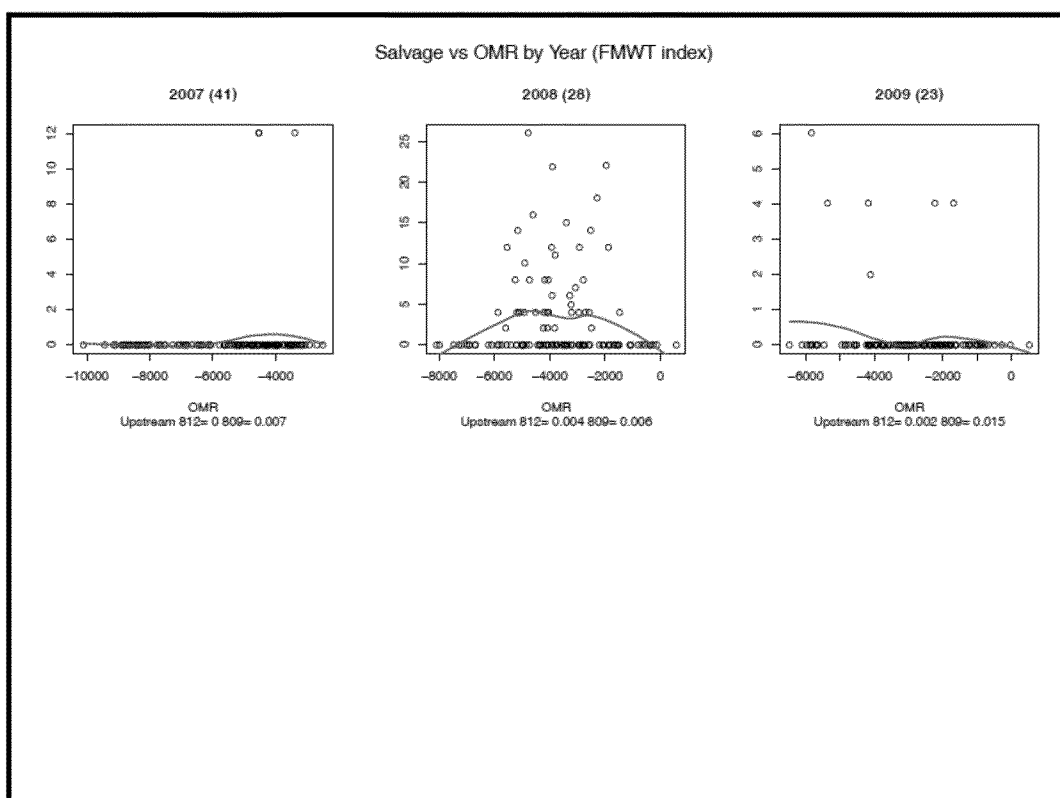 Salvage vs OMR by Year (FMWT index)
2007 (41)
12
10
8
6
4
2
0
−10000 −8000 −6000 −4000
OMR
Upstream 812= 0 809= 0.007
2008 (28)
25
20
15
10
5
0
−8000 −6000 −4000 −2000 0
OMR
Upstream 812= 0.004 809= 0.006
2009 (23)
6
5
4
3
2
1
0
−6000 −4000 −2000 0
OMR
Upstream 812= 0.002 809= 0.015